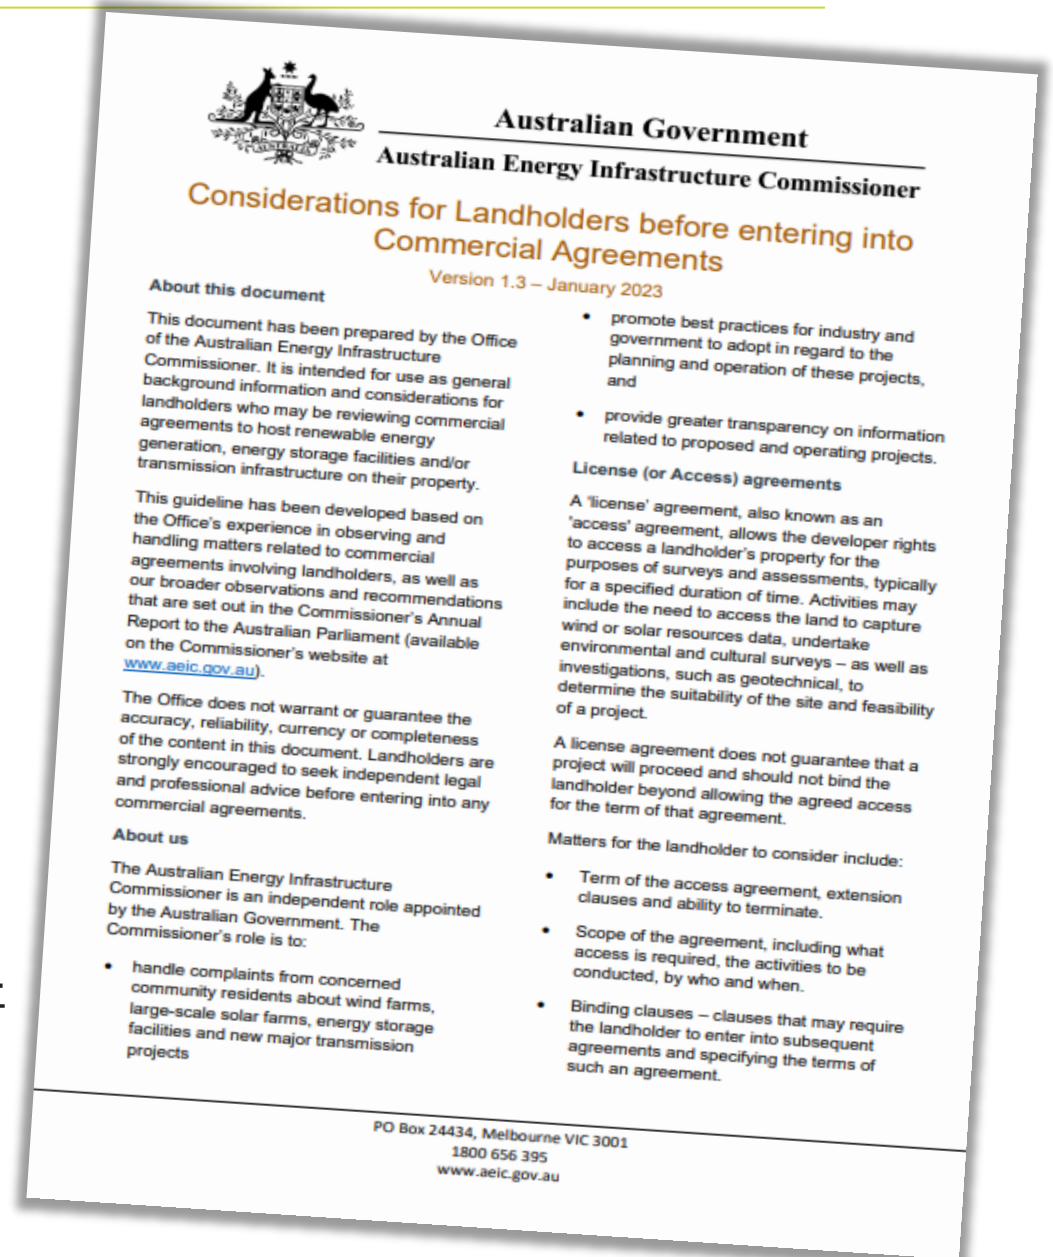 AUSTRALIA
Australian Government
Australian Energy Infrastructure Commissioner
Considerations for Landholders before entering into
Commercial Agreements
Version 1.3 – January 2023
About this document
This document has been prepared by the Office
of the Australian Energy Infrastructure
Commissioner. It is intended for use as general
background information and considerations for
landholders who may be reviewing commercial
agreements to host renewable energy
generation, energy storage facilities and/or
transmission infrastructure on their property.
This guideline has been developed based on
the Office's experience in observing and
handling matters related to commercial
agreements involving landholders, as well as
our broader observations and recommendations
that are set out in the Commissioner's Annual
Report to the Australian Parliament (available
on the Commissioner's website at
www.aeic.gov.au).
The Office does not warrant or guarantee the
accuracy, reliability, currency or completeness
of the content in this document. Landholders are
strongly encouraged to seek independent legal
and professional advice before entering into any
commercial agreements.
About us
The Australian Energy Infrastructure
Commissioner is an independent role appointed
by the Australian Government. The
Commissioner's role is to:
• handle complaints from concerned
community residents about wind farms,
large-scale solar farms, energy storage
facilities and new major transmission
projects
• promote best practices for industry and
government to adopt in regard to the
planning and operation of these projects,
and
• provide greater transparency on information
related to proposed and operating projects.
License (or Access) agreements
A 'license' agreement, also known as an
'access' agreement, allows the developer rights
to access a landholder's property for the
purposes of surveys and assessments, typically
for a specified duration of time. Activities may
include the need to access the land to capture
wind or solar resources data, undertake
environmental and cultural surveys – as well as
investigations, such as geotechnical, to
determine the suitability of the site and feasibility
of a project.
A license agreement does not guarantee that a
project will proceed and should not bind the
landholder beyond allowing the agreed access
for the term of that agreement.
Matters for the landholder to consider include:
• Term of the access agreement, extension
clauses and ability to terminate.
• Scope of the agreement, including what
access is required, the activities to be
conducted, by who and when.
• Binding clauses – clauses that may require
the landholder to enter into subsequent
agreements and specifying the terms of
such an agreement.
PO Box 24434, Melbourne VIC 3001
1800 656 395
www.aeic.gov.au